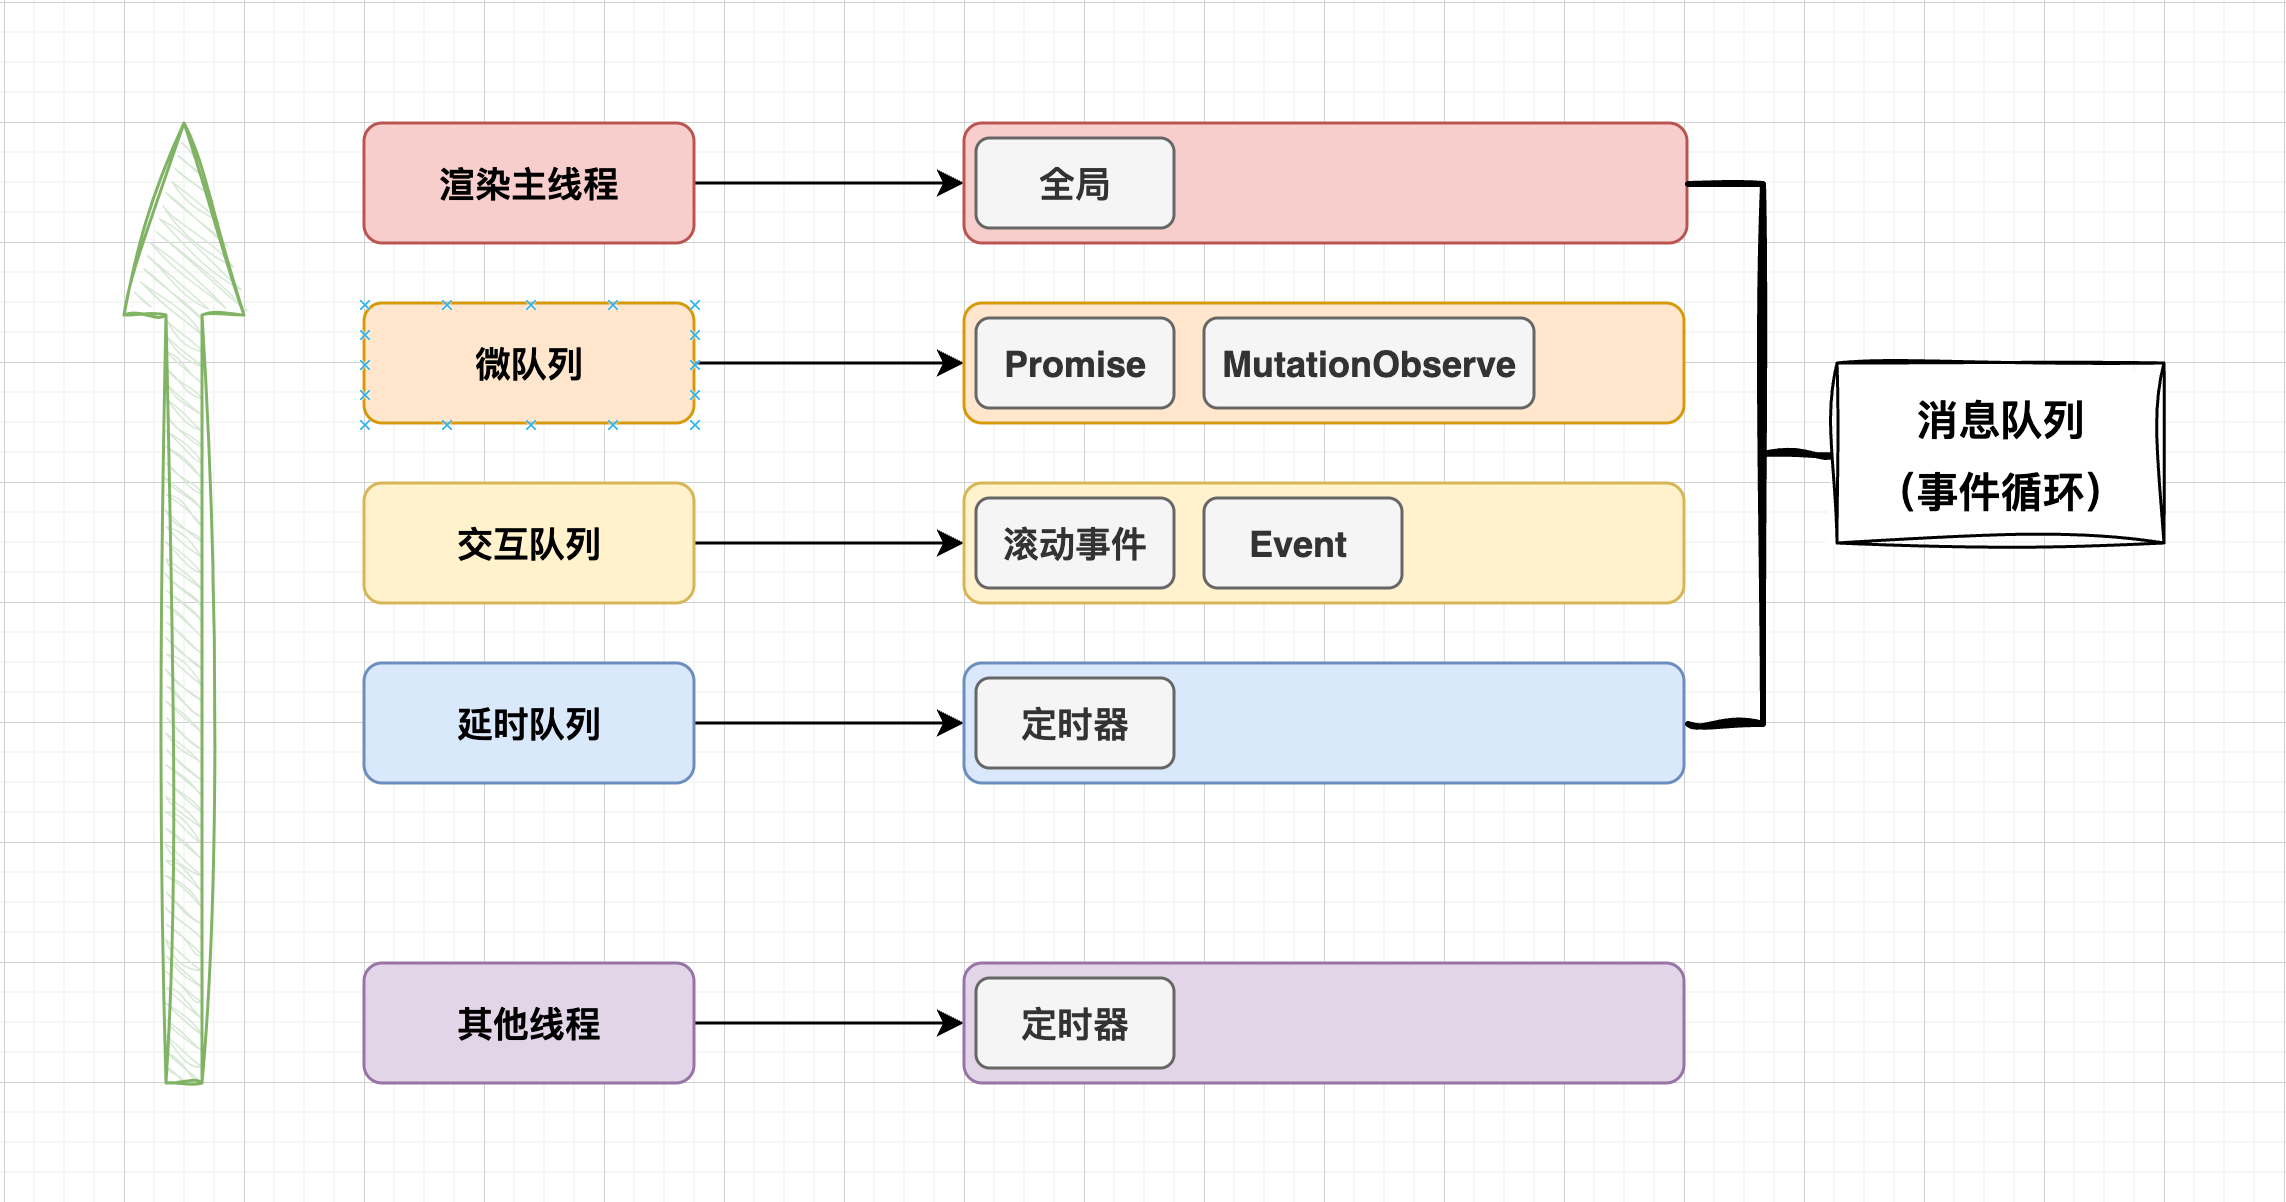 渲染主线程
全局
微队列
Promise
MutationObserve
交互队列
滚动事件
Event
延时队列
定时器
其他线程
定时器
消息队列
（事件循环）